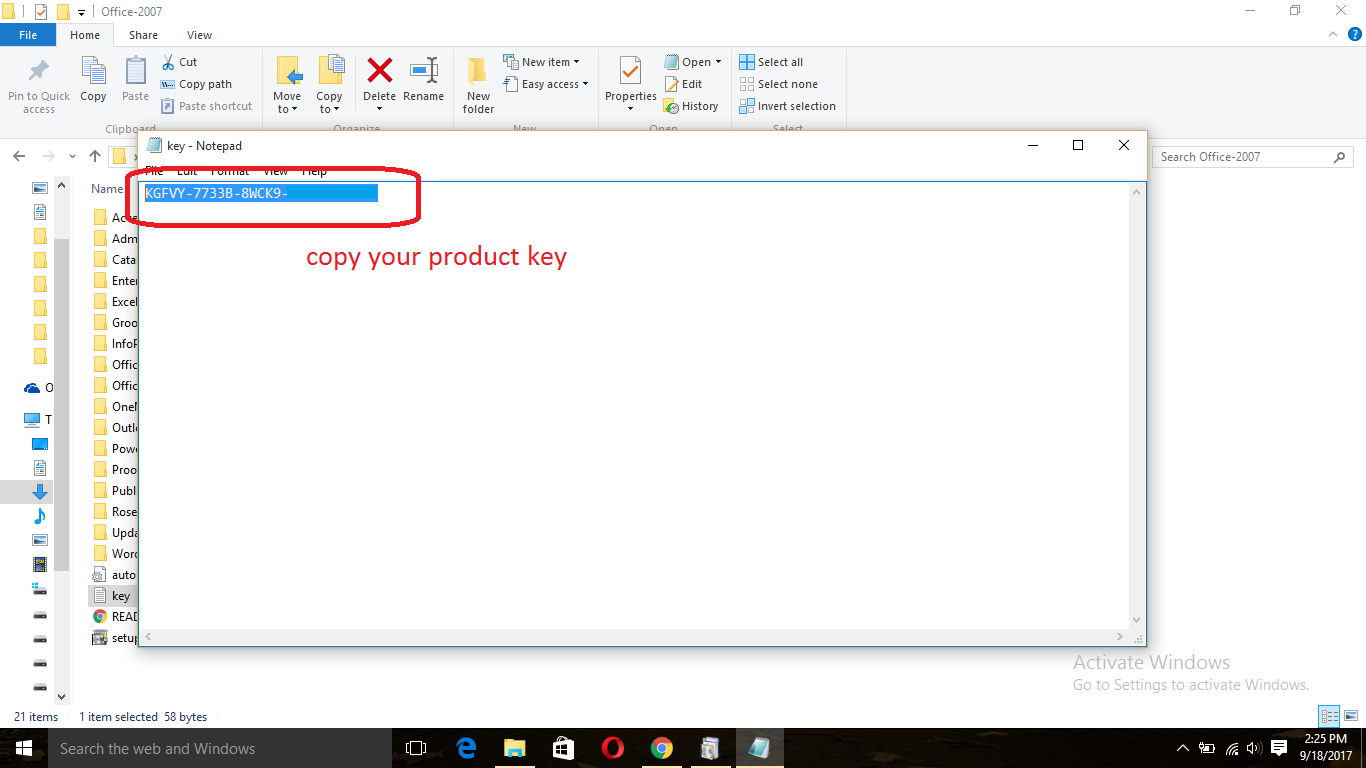 Office-2007
File Home Share View
Pin to Quick access
Copy
Paste
Cut
Copy path
Paste shortcut
Clipboard
Move to
Copy to
Delete
Rename
Organize
New folder
New item
Easy access
New
Properties
Open
Edit
History
Open
Select all
Select none
Invert selection
Select
Search Office-2007
key - Notepad
File Edit Format View Help
KGFVY-7733B-8WCK9-
copy your product key
Name
Adm
Cata
Enter
Excel
Groo
InfoP
Offic
Offic
Outl
Powe
Proo
Publ
Rose
Upda
Word
auto
key
READ
setup
O
T
Activate Windows
Go to Settings to activate Windows.
21 items 1 item selected 58 bytes
Search the web and Windows
2:25 PM
9/18/2017